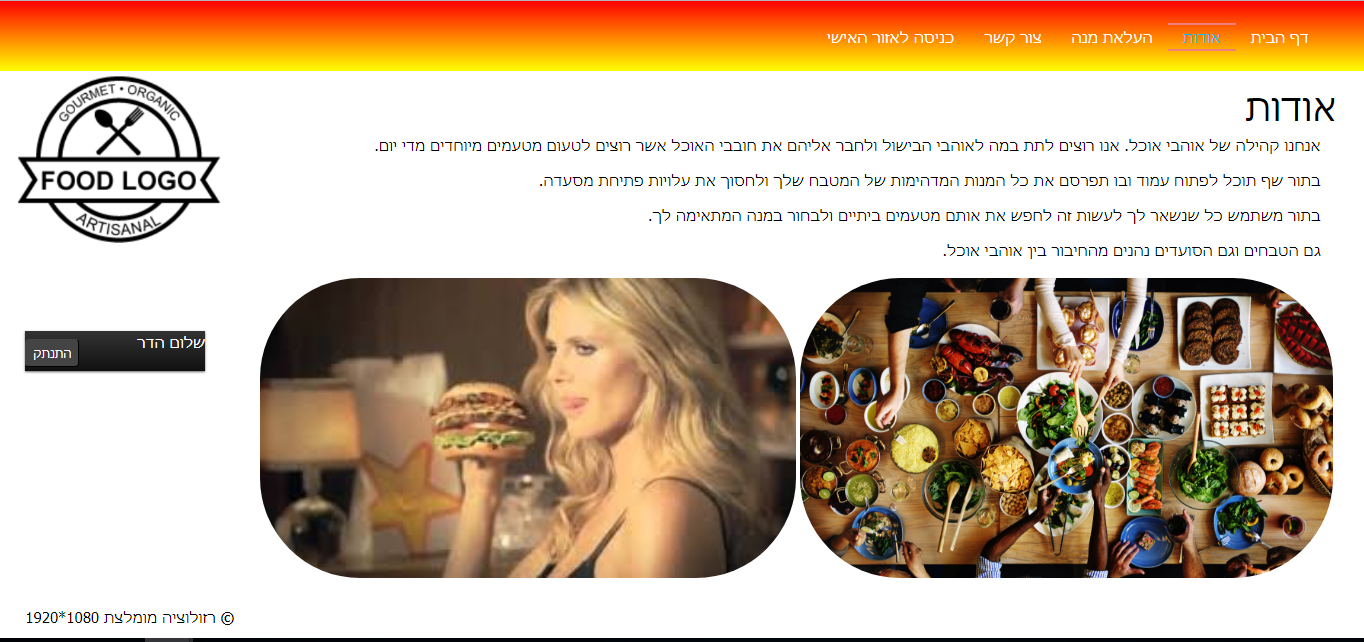 דף הבית אודות העלאת מנה צור קשר כניסה לאזור האישי
GOURMET • ORGANIC
FOOD LOGO
ARTISANAL
אודות
אנחנו קהילה של אוהבי אוכל. אנו רוצים לתת במה לאוהבי הבישול ולחבר אליהם את חובבי האוכל אשר רוצים לטעום מטעמים מיוחדים מדי יום.
בתור שף תוכל לפתוח עמוד ובו תפרסם את כל המנות המדהימות של המטבח שלך ולחסוך את עלויות פתיחת מסעדה.
בתור משתמש כל שנשאר לך לעשות זה לחפש את אותם מטעמים ביתיים ולבחור במנה המתאימה לך.
גם הטבחים וגם הסועדים נהנים מהחיבור בין אוהבי אוכל.
שלום הדר
התנתק
© רזולוציה מומלצת 1920*1080